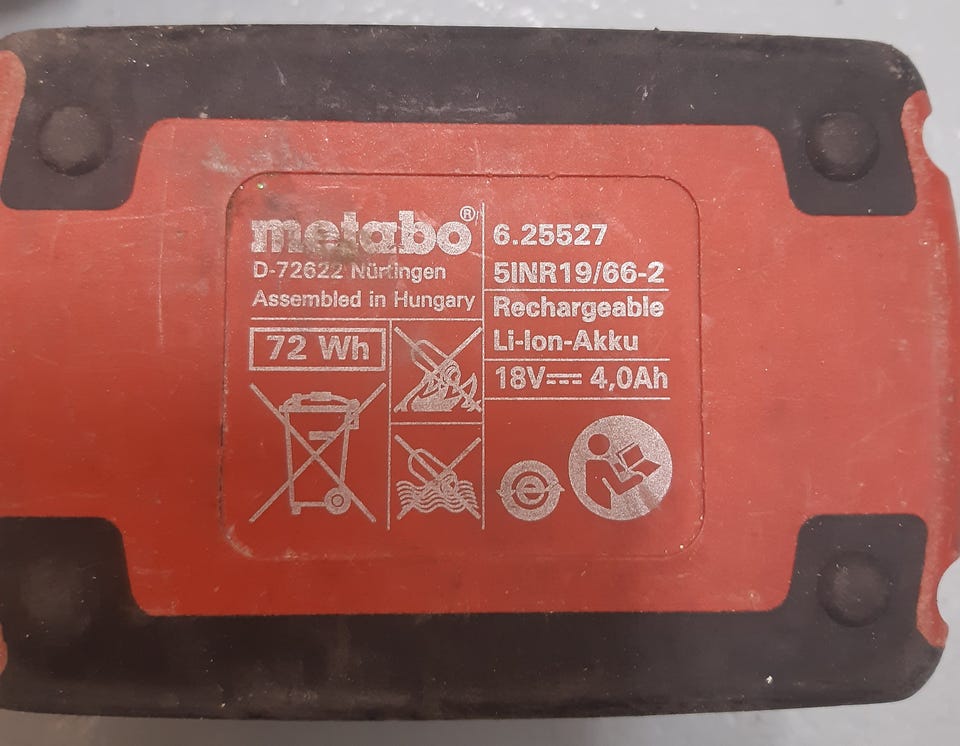 metabo®
D-72622 Nürtingen
Assembled in Hungary
72 Wh
6.25527
5INR19/66-2
Rechargeable
Li-Ion-Akku
18V⎓ 4,0Ah
e